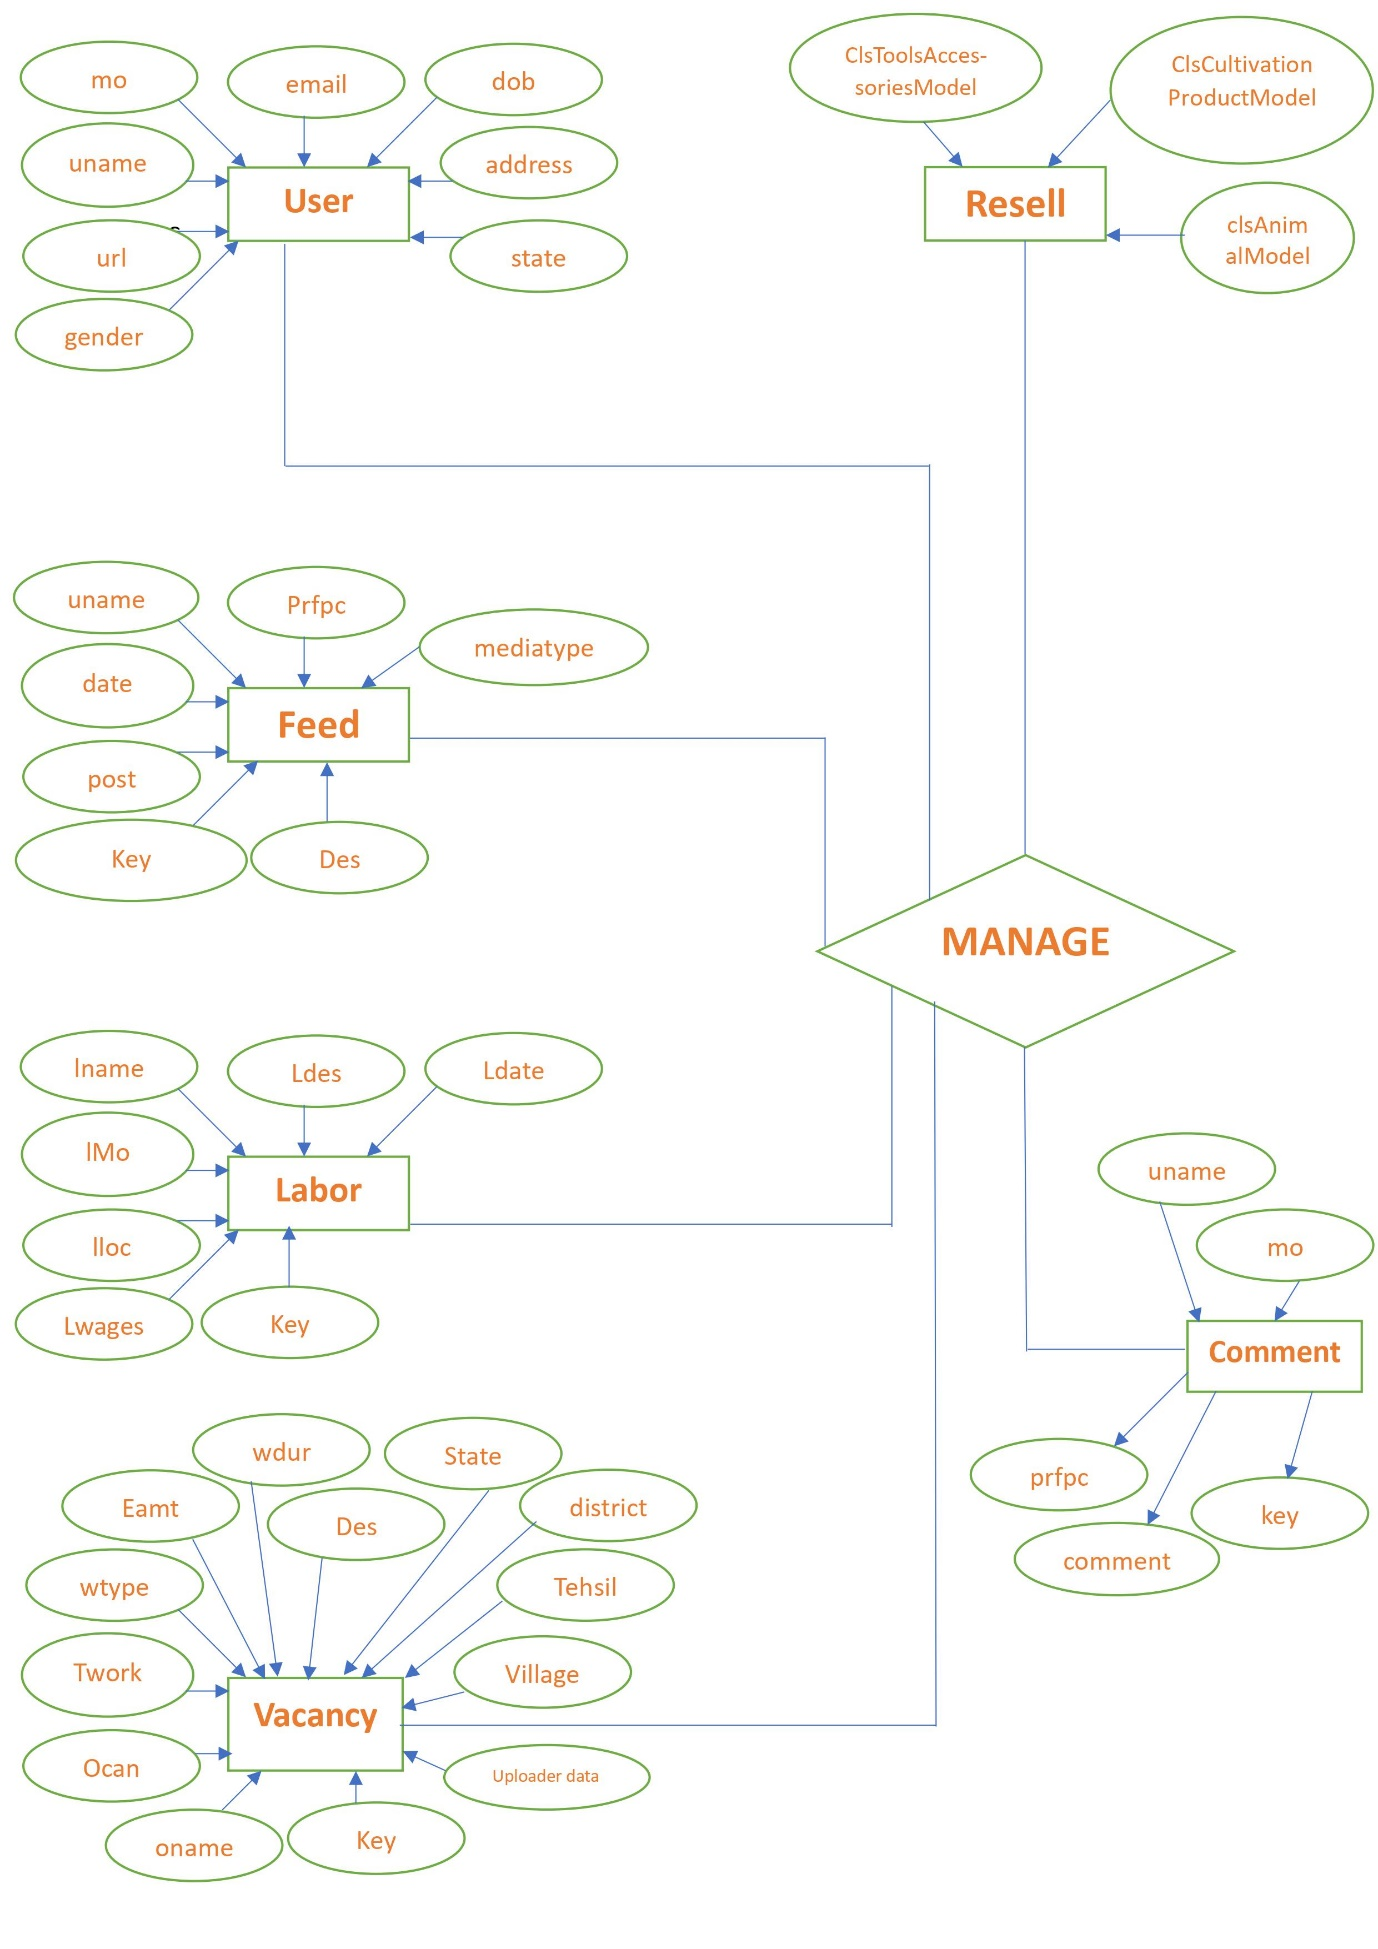 mo
email
dob
uname
address
User
url
state
gender
ClsToolsAcces-
soriesModel
ClsCultivation
ProductModel
Resell
clsAnim
alModel
uname
Prfpc
mediatype
date
Feed
post
Key
Des
MANAGE
lname
Ldes
Ldate
lMo
Labor
lloc
Lwages
Key
uname
mo
Comment
prfpc
key
comment
wdur
State
Eamt
Des
district
wtype
Tehsil
Twork
Village
Vacancy
Ocan
Uploader data
oname
Key